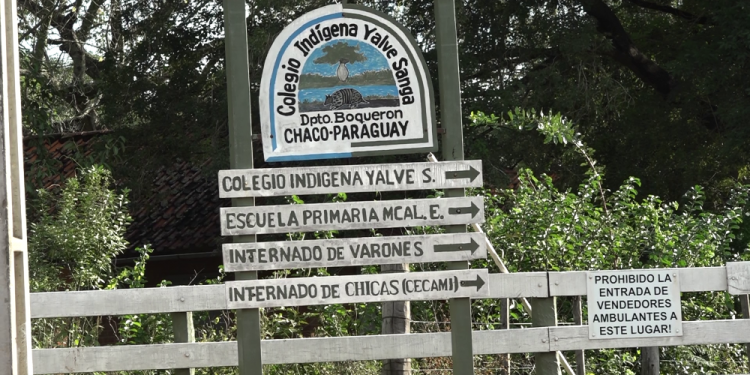 Colegio Indígena Yalve Sanga
Dpto. Boqueron
CHACO-PARAGUAY
COLEGIO INDIGENA YALVE S.
ESCUELA PRIMARIA MCAL. E.
INTERNADO DE VARONES
INTERNADO DE CHICAS (CECAMI)
PROHIBIDO LA
ENTRADA DE
VENDEDORES
AMBULANTES A
ESTE LUGAR!